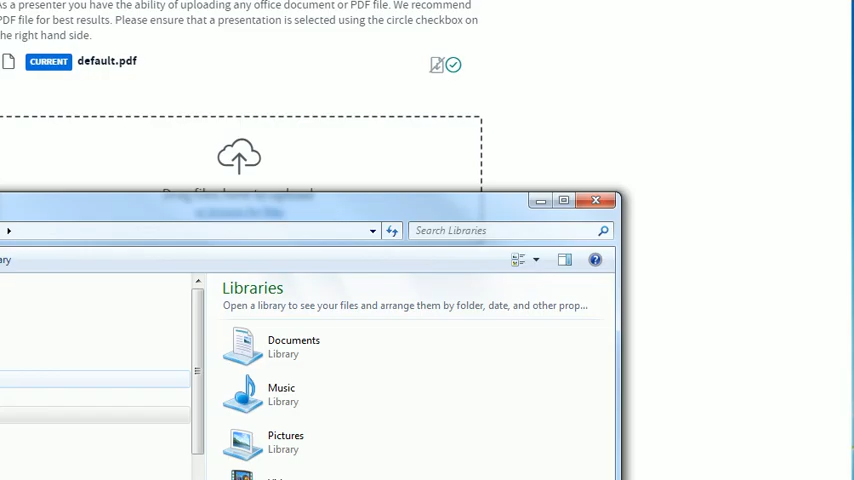 As a presenter you have the ability of uploading any office document or PDF file. We recommend
PDF file for best results. Please ensure that a presentation is selected using the circle checkbox on
the right hand side.
CURRENT default.pdf
Search Libraries
ary
Libraries
Open a library to see your files and arrange them by folder, date, and other prop...
Documents
Library
Music
Library
Pictures
Library